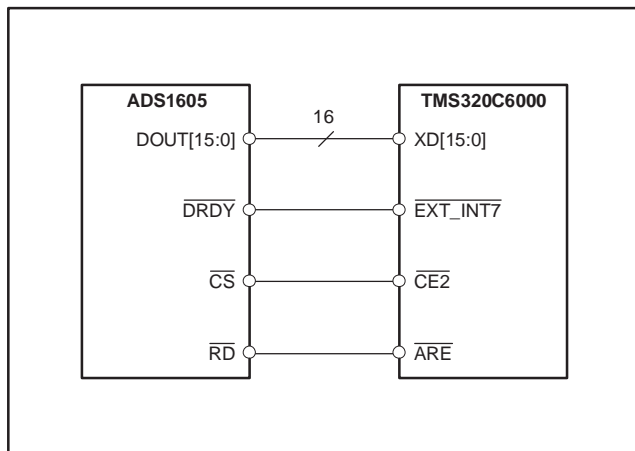 ADS1605 TMS320C6000
16
DOUT[15:0] XD[15:0]
DRDY EXT_INT7
CS CE2
RD ARE